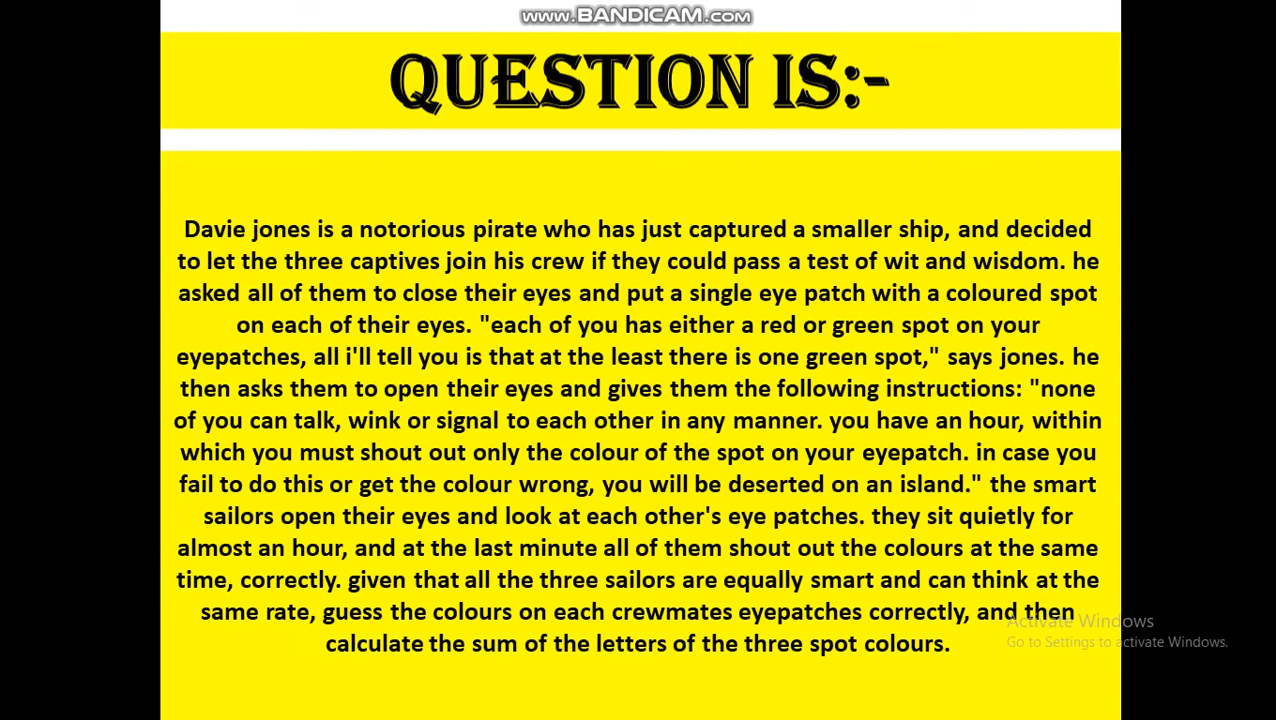 www.BANDICAM.com
QUESTION IS:-
Davie jones is a notorious pirate who has just captured a smaller ship, and decided
to let the three captives join his crew if they could pass a test of wit and wisdom. he
asked all of them to close their eyes and put a single eye patch with a coloured spot
on each of their eyes. "each of you has either a red or green spot on your
eyepatches, all i'll tell you is that at the least there is one green spot," says jones. he
then asks them to open their eyes and gives them the following instructions: "none
of you can talk, wink or signal to each other in any manner. you have an hour, within
which you must shout out only the colour of the spot on your eyepatch. in case you
fail to do this or get the colour wrong, you will be deserted on an island." the smart
sailors open their eyes and look at each other's eye patches. they sit quietly for
almost an hour, and at the last minute all of them shout out the colours at the same
time, correctly. given that all the three sailors are equally smart and can think at the
same rate, guess the colours on each crewmates eyepatches correctly, and then
calculate the sum of the letters of the three spot colours.
Activate Windows
Go to Settings to activate Windows.